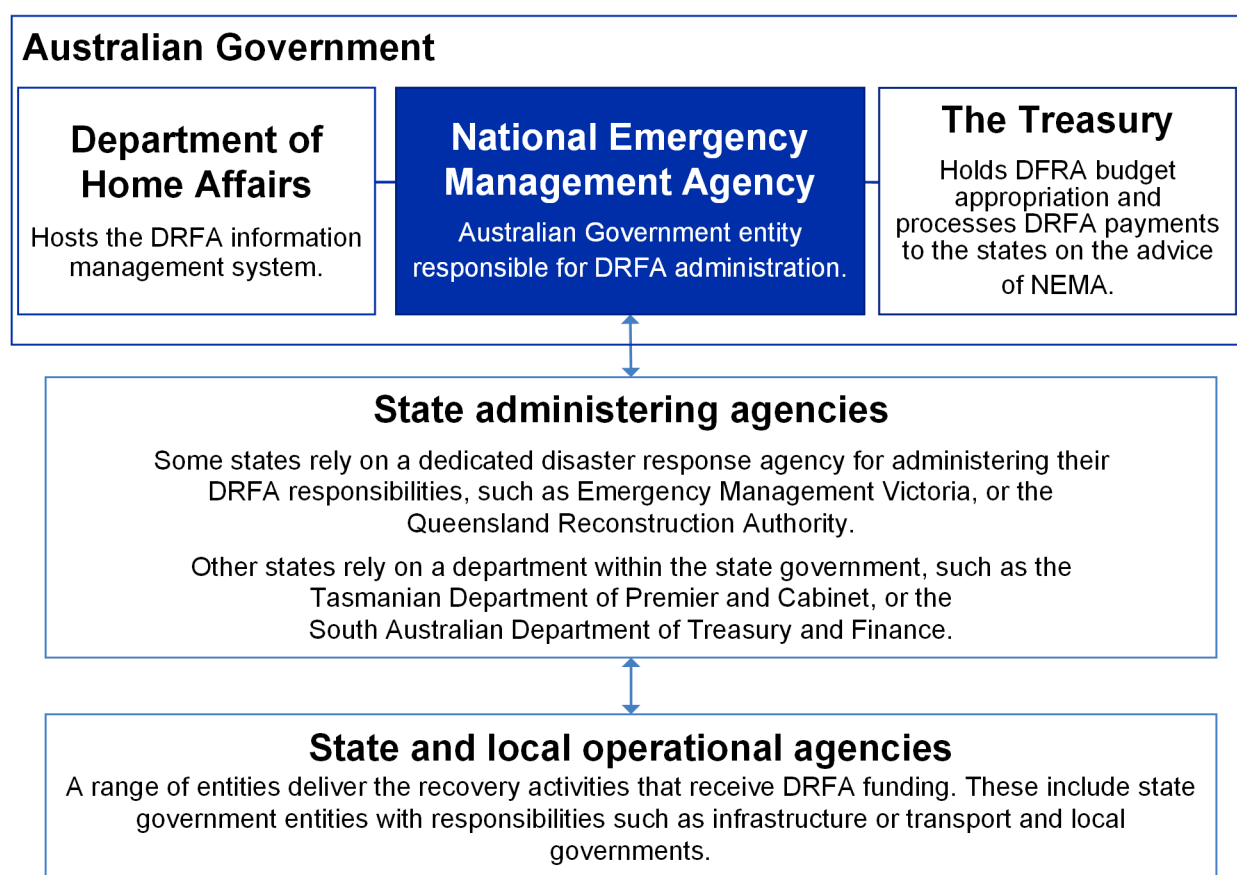 Australian Government
Department of
Home Affairs
Hosts the DRFA information
management system.
National Emergency
Management Agency
Australian Government entity
responsible for DRFA administration.
The Treasury
Holds DFRA budget
appropriation and
processes DRFA payments
to the states on the advice
of NEMA.
State administering agencies
Some states rely on a dedicated disaster response agency for administering their
DRFA responsibilities, such as Emergency Management Victoria, or the
Queensland Reconstruction Authority.
Other states rely on a department within the state government, such as the
Tasmanian Department of Premier and Cabinet, or the
South Australian Department of Treasury and Finance.
State and local operational agencies
A range of entities deliver the recovery activities that receive DRFA funding. These include state
government entities with responsibilities such as infrastructure or transport and local
governments.